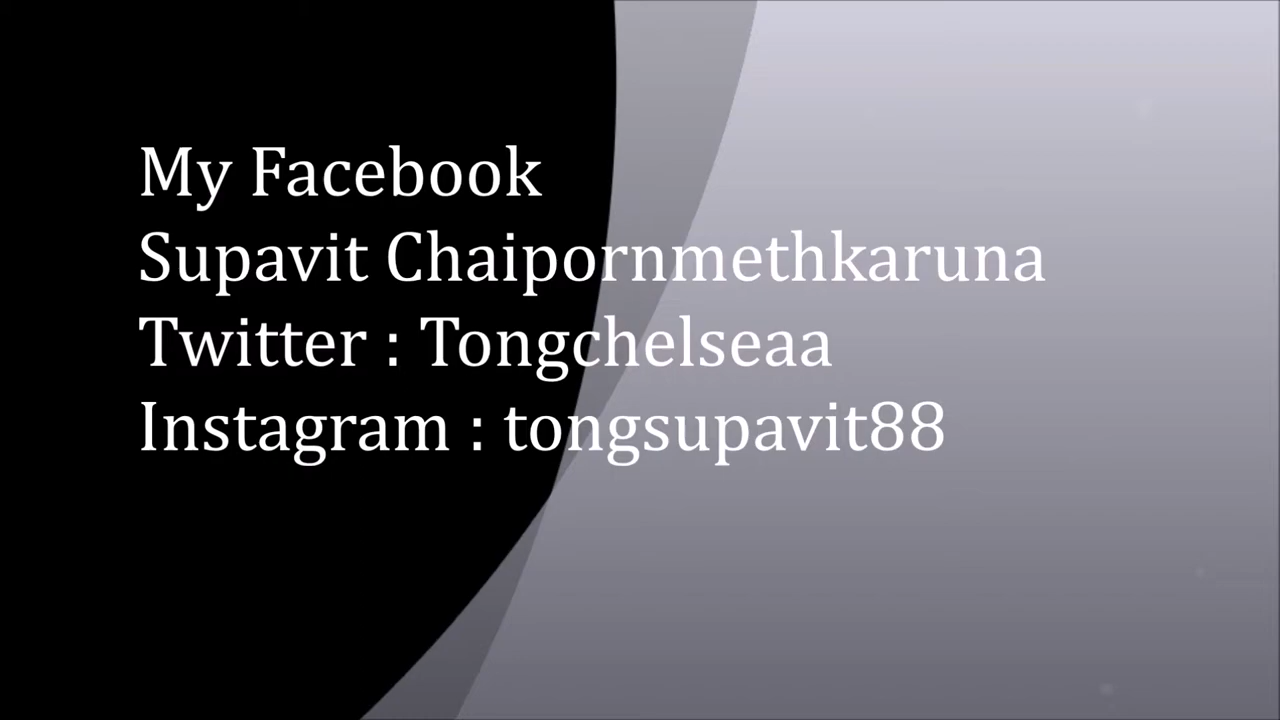 My Facebook
Supavit Chaipornmethkaruna
Twitter : Tongchelseaa
Instagram : tongsupavit88